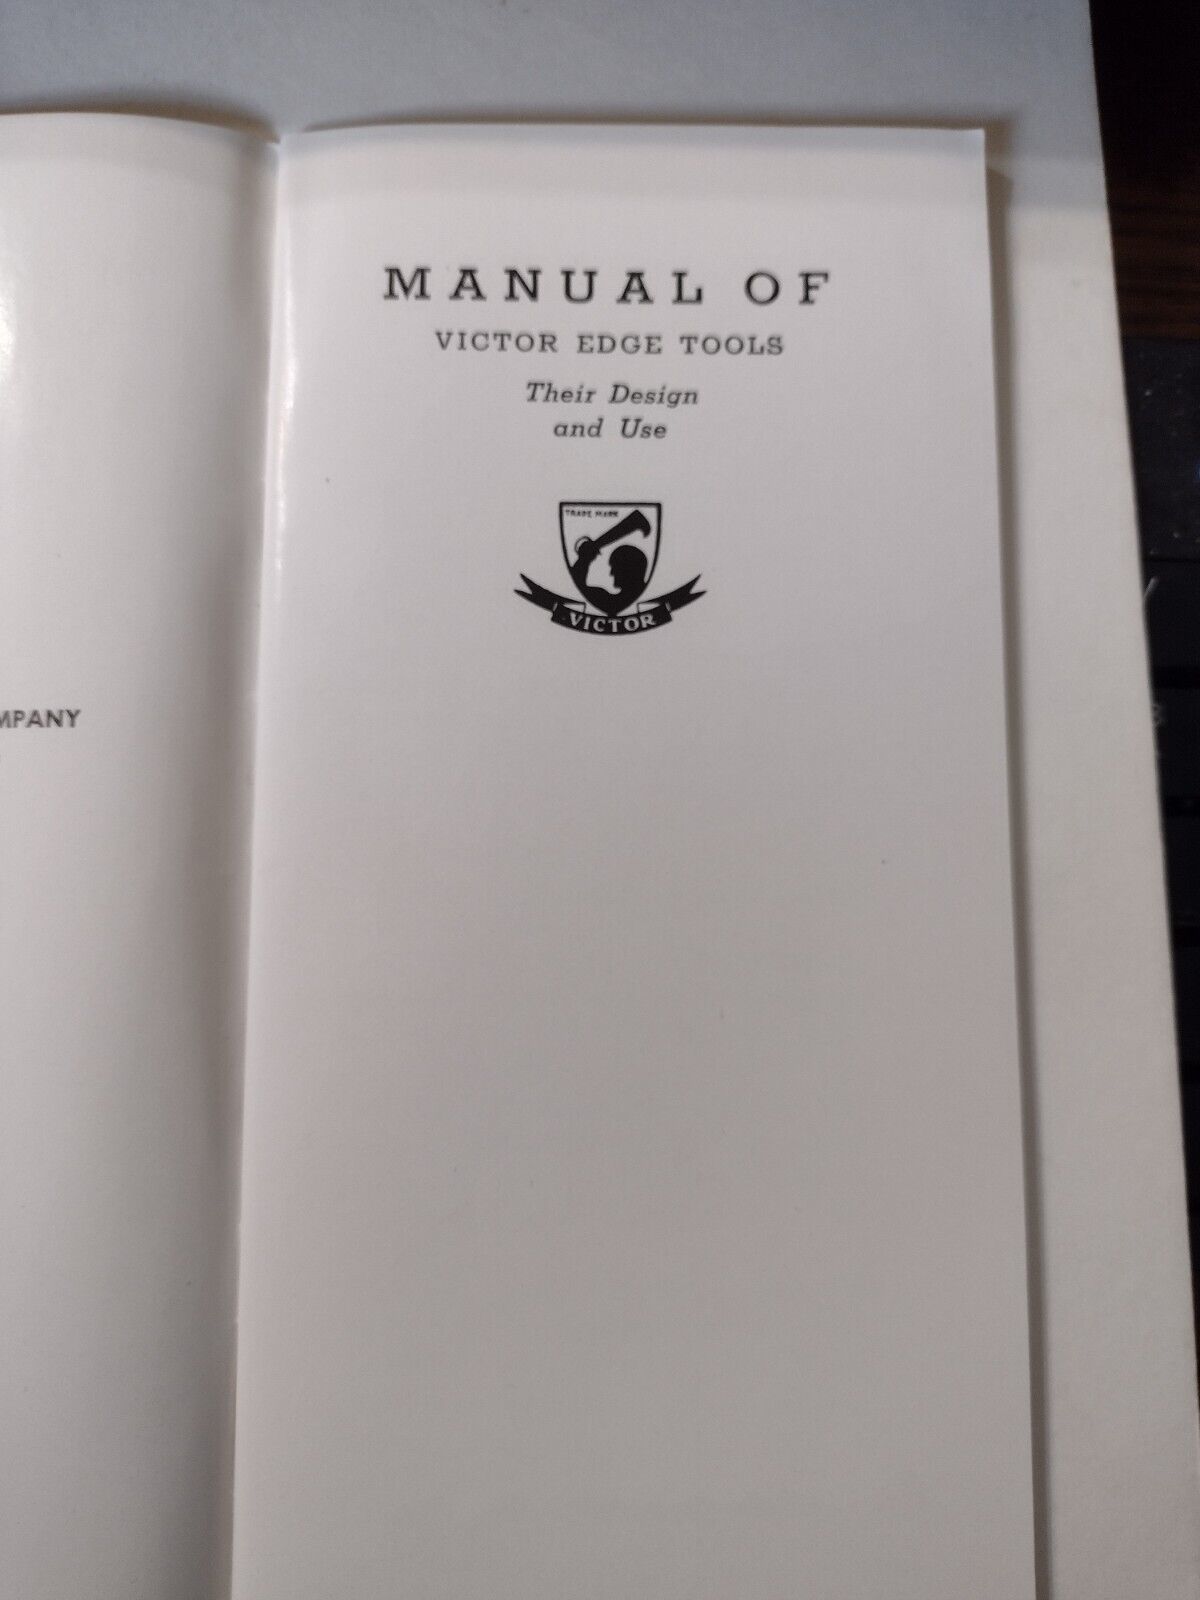 MPANY
MANUAL OF
VICTOR EDGE TOOLS
Their Design
and Use
TRADE MARK
VICTOR